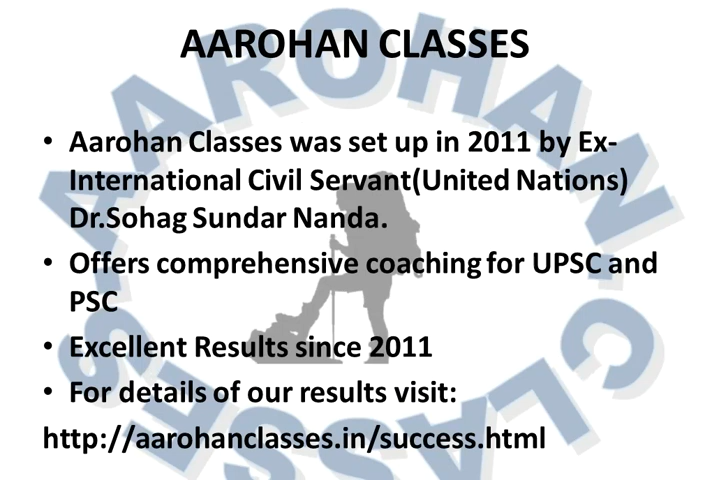 AAROHAN CLASSES
• Aarohan Classes was set up in 2011 by Ex-
International Civil Servant(United Nations)
Dr.Sohag Sundar Nanda.
• Offers comprehensive coaching for UPSC and
PSC
• Excellent Results since 2011
• For details of our results visit:
http://aarohanclasses.in/success.html
AAROHAN CLASSES